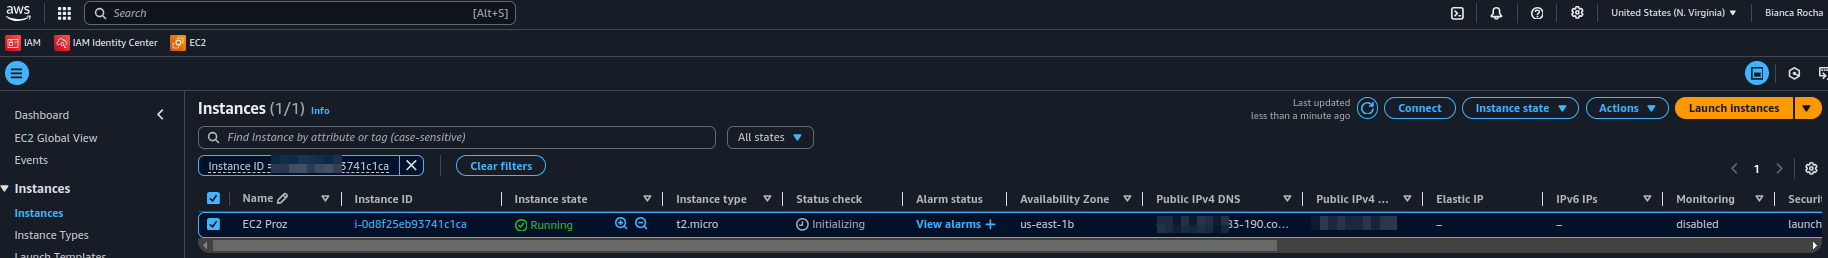 aws Search [Alt+S] United States (N. Virginia) Bianca Rocha
IAM IAM Identity Center EC2
Dashboard
EC2 Global View
Events
Instances
Instances
Instance Types
Launch Templates
Instances (1/1) Info
Last updated
less than a minute ago
Connect Instance state Actions Launch instances
Find Instance by attribute or tag (case-sensitive) All states
Instance ID = 3741c1ca Clear filters
1
Name Instance ID Instance state Instance type Status check Alarm status Availability Zone Public IPv4 DNS Public IPv4 ... Elastic IP IPv6 IPs Monitoring Securi
EC2 Proz i-0d8f25eb93741c1ca Running t2.micro Initializing View alarms + us-east-1b 83-190.co... – – disabled launch